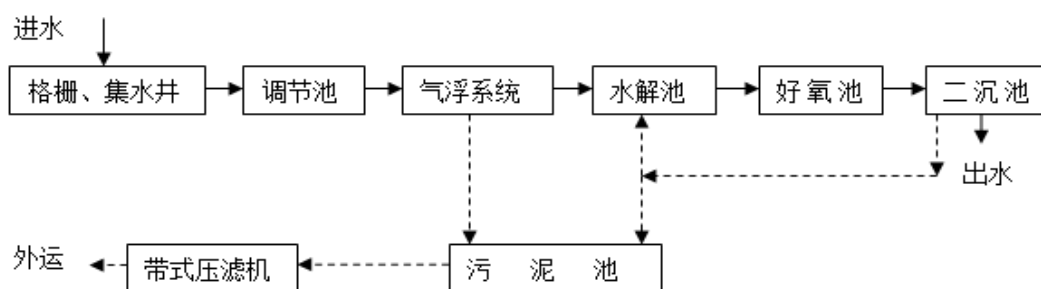 进水
格栅、集水井
调节池
气浮系统
水解池
好氧池
二沉池
出水
外运
带式压滤机
污泥池